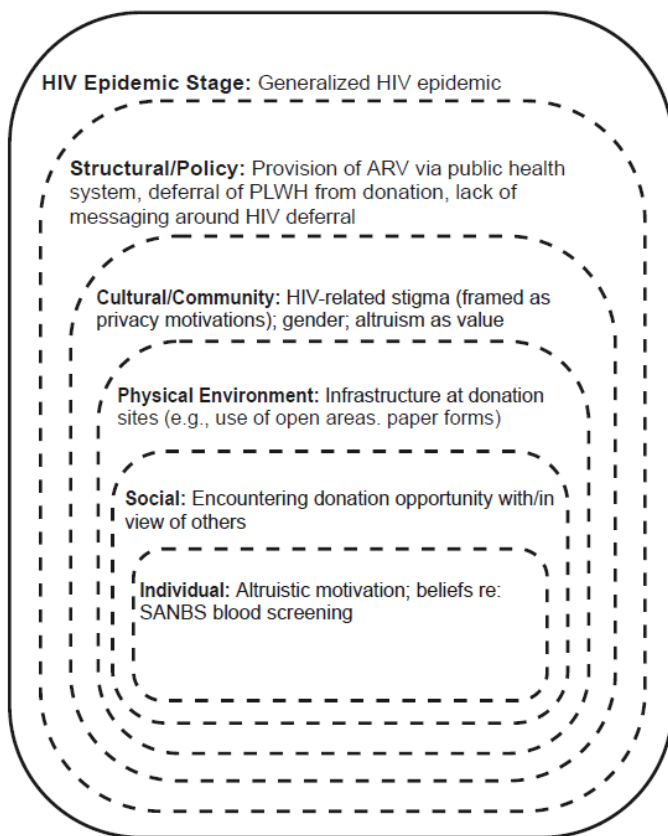 HIV Epidemic Stage: Generalized HIV epidemic
Structural/Policy: Provision of ARV via public health
system, deferral of PLWH from donation, lack of
messaging around HIV deferral
Cultural/Community: HIV-related stigma (framed as
privacy motivations); gender; altruism as value
Physical Environment: Infrastructure at donation
sites (e.g., use of open areas. paper forms)
Social: Encountering donation opportunity with/in
view of others
Individual: Altruistic motivation; beliefs re:
SANBS blood screening